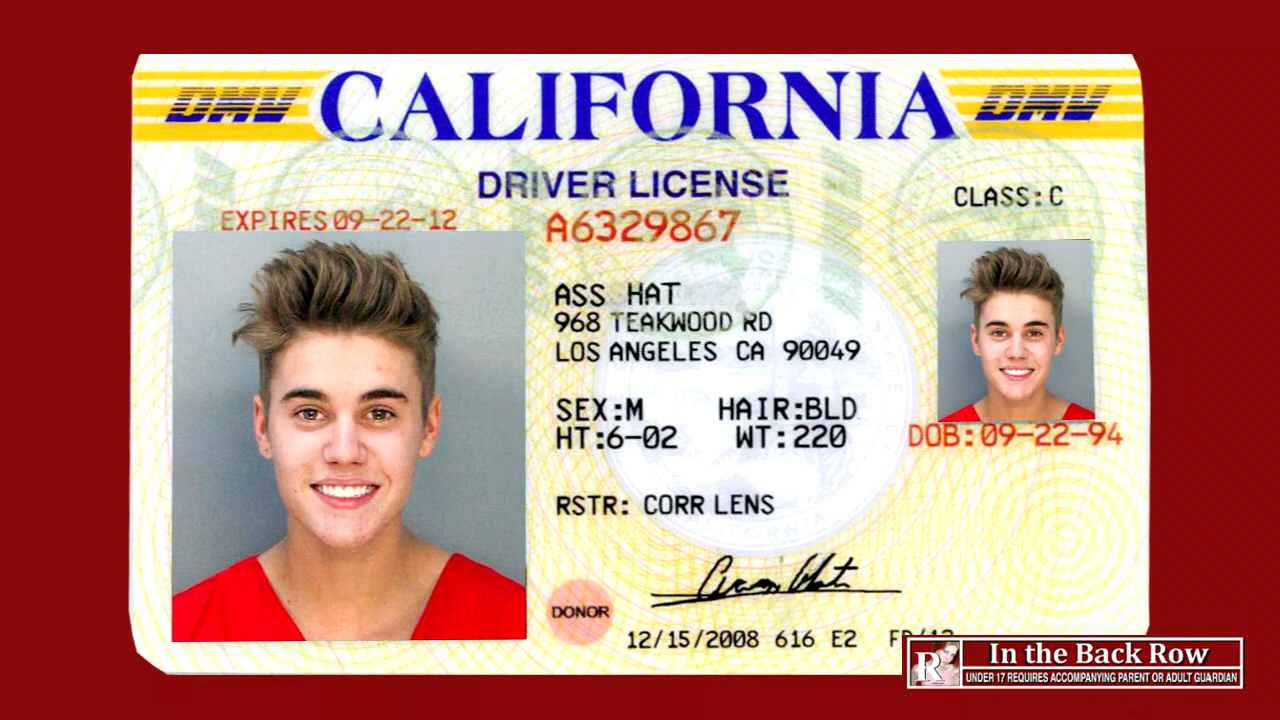 DMV CALIFORNIA DMV
DRIVER LICENSE
CLASS: C
EXPIRES 09-22-12
A6329867
ASS HAT
968 TEAKWOOD RD
LOS ANGELES CA 90049
SEX:M HAIR:BLD
HT:6-02 WT:220
DOB:09-22-94
RSTR: CORR LENS
DONOR
12/15/2008 616 E2
R
In the Back Row
UNDER 17 REQUIRES ACCOMPANYING PARENT OR ADULT GUARDIAN